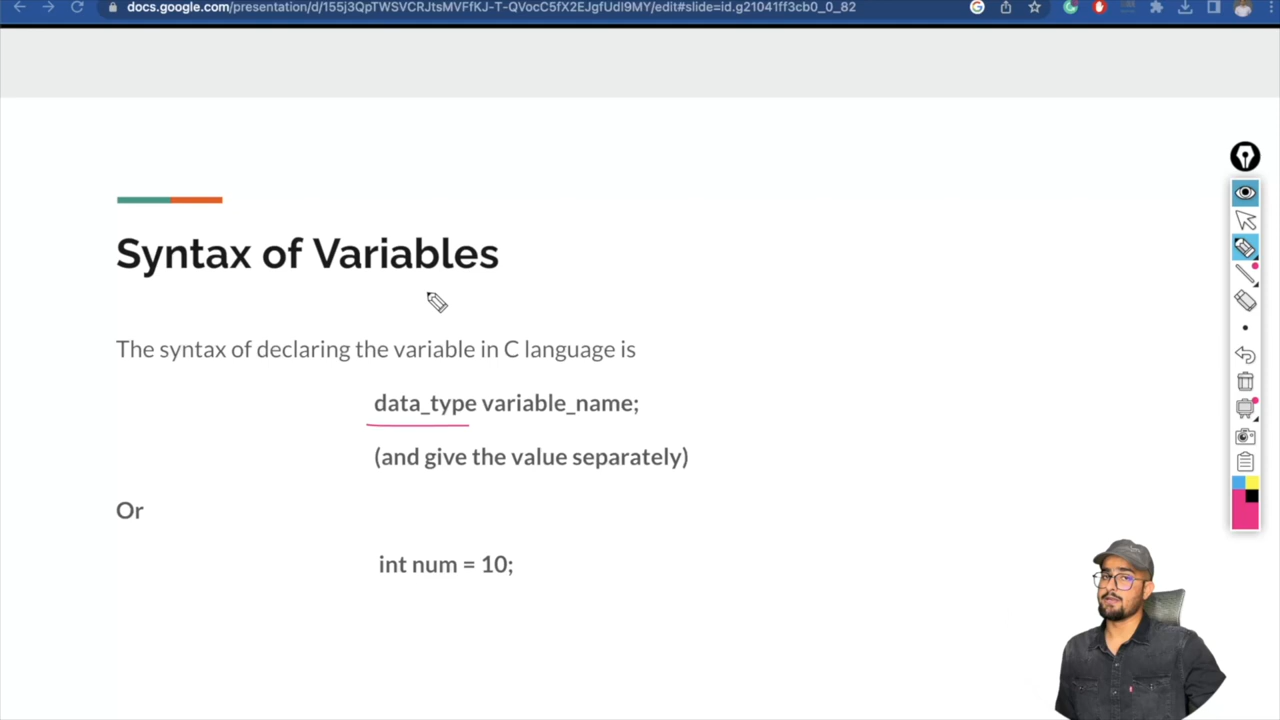 docs.google.com/presentation/d/155j3QpTWSVCRJtsMVFfKJ-T-QVocC5fX2EJgfUdI9MY/edit#slide=id.g21041ff3cb0_0_82
Syntax of Variables
The syntax of declaring the variable in C language is
data_type variable_name;
(and give the value separately)
Or
int num = 10;